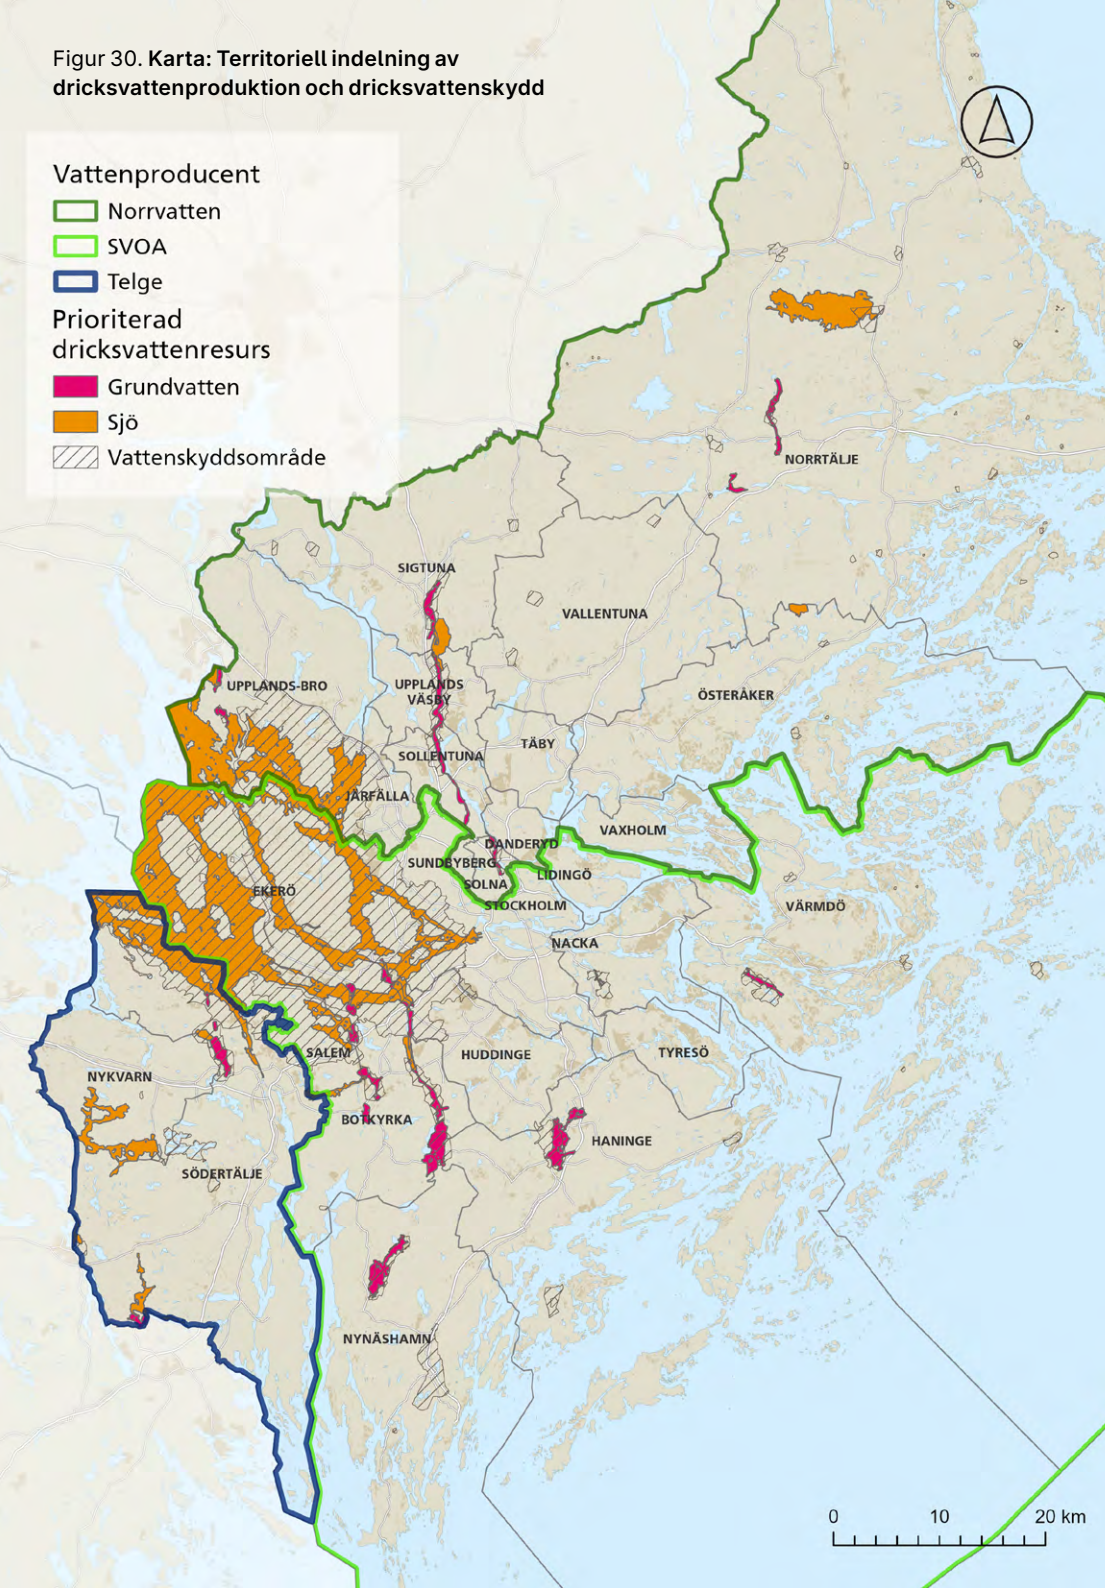 Figur 30. Karta: Territoriell indelning av
dricksvattenproduktion och dricksvattenskydd
Vattenproducent
Norrvatten
SVOA
Telge
Prioriterad
dricksvattenresurs
Grundvatten
Sjö
Vattenskyddsområde
NORRTÄLJE
SIGTUNA
VALLENTUNA
UPPLANDS-BRO
UPPLANDS
VÄSBY
ÖSTERÅKER
TÄBY
SOLLENTUNA
JÄRFÄLLA
VAXHOLM
DANDERYD
SUNDBYBERG
LIDINGÖ
SOLNA
EKERÖ
STOCKHOLM
VÄRMDÖ
NACKA
SALEM
HUDDINGE
TYRESÖ
NYKVARN
BOTKYRKA
HANINGE
SÖDERTÄLJE
NYNÄSHAMN
0 10 20 km